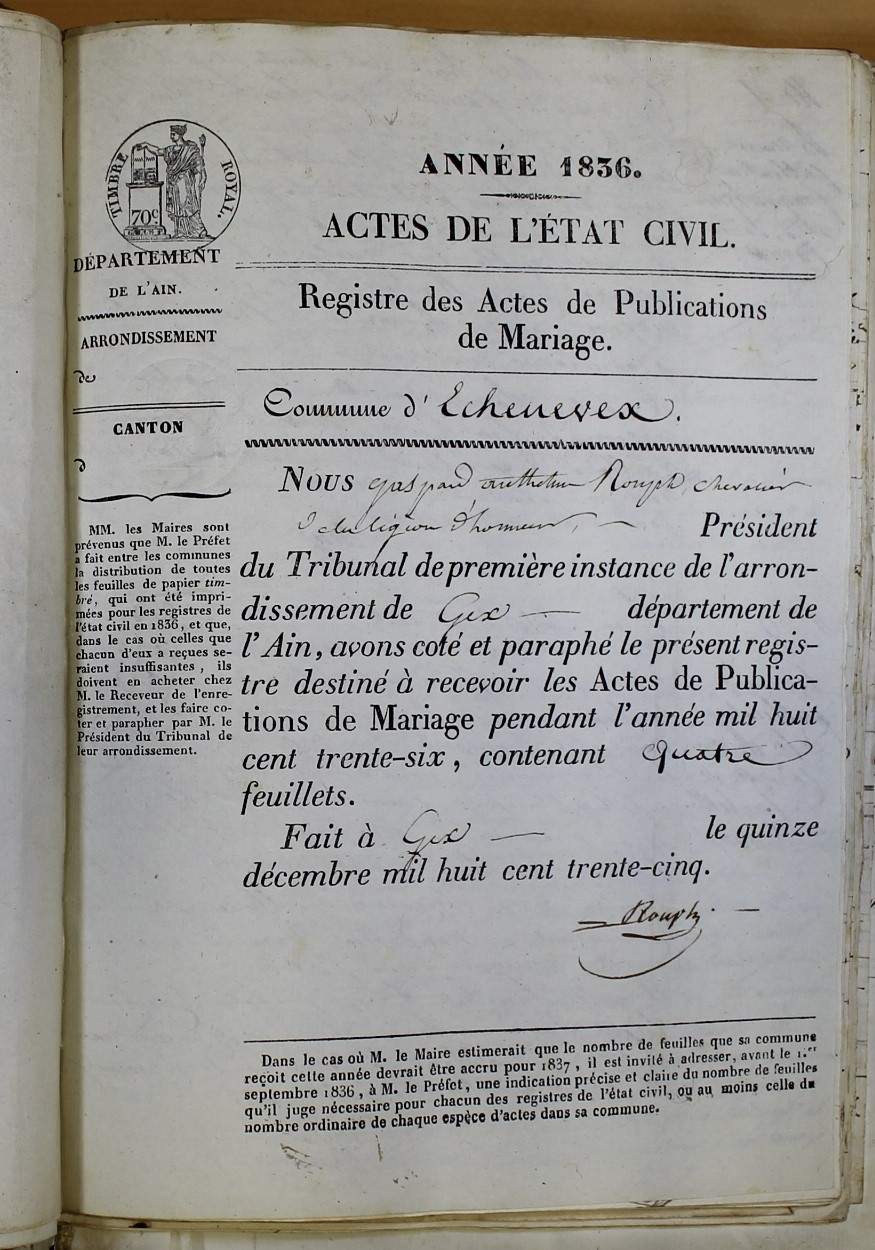 TIMBRE ROYAL.
70c.
DÉPARTEMENT
DE L'AIN.
ARRONDISSEMENT
de
CANTON
d
MM. les Maires sont
prévenus que M. le Préfet
a fait entre les communes
la distribution de toutes
les feuilles de papier tim-
bré, qui ont été impri-
mées pour les registres de
l'état civil en 1836, et que,
dans le cas où celles que
chacun d'eux a reçues se-
raient insuffisantes, ils
doivent en acheter chez
M. le Receveur de l'enre-
gistrement, et les faire co-
ter et parapher par M. le
Président du Tribunal de
leur arrondissement.
ANNÉE 1836.
ACTES DE L'ÉTAT CIVIL.
Registre des Actes de Publications
de Mariage.
Commune d'Echenevex.
NOUS gaspard Rouph, chevalier
de la légion d'honneur, Président
du Tribunal de première instance de l'arron-
dissement de Gex — département de
l'Ain, avons coté et paraphé le présent regis-
tre destiné à recevoir les Actes de Publica-
tions de Mariage pendant l'année mil huit
cent trente-six, contenant quatre
feuillets.
Fait à Gex — le quinze
décembre mil huit cent trente-cinq.
Rouph
Dans le cas où M. le Maire estimerait que le nombre de feuilles que sa commune
reçoit cette année devrait être accru pour 1837, il est invité à adresser, avant le 1.er
septembre 1836, à M. le Préfet, une indication précise et claire du nombre de feuilles
qu'il juge nécessaire pour chacun des registres de l'état civil, ou au moins celle du
nombre ordinaire de chaque espèce d'actes dans sa commune.